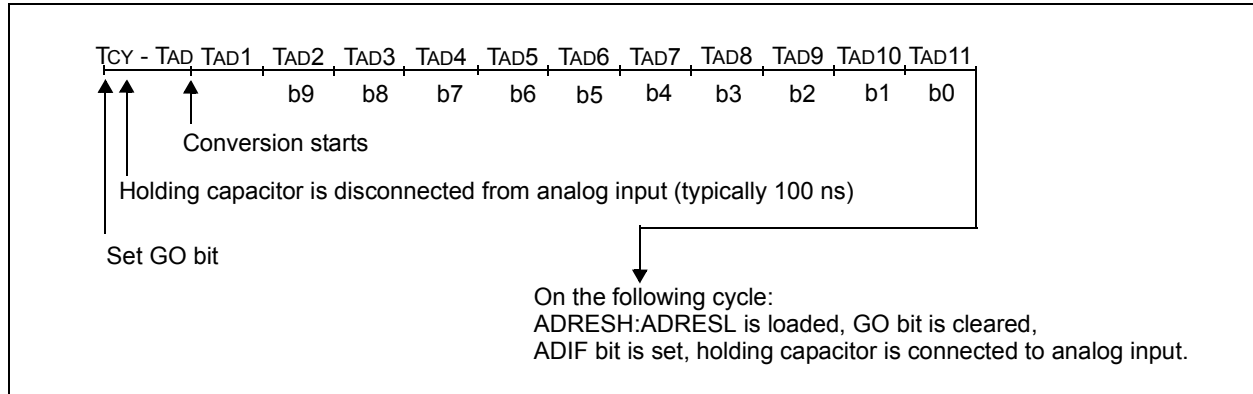 TCY - TAD TAD1 TAD2 TAD3 TAD4 TAD5 TAD6 TAD7 TAD8 TAD9 TAD10 TAD11
b9 b8 b7 b6 b5 b4 b3 b2 b1 b0
Conversion starts
Holding capacitor is disconnected from analog input (typically 100 ns)
Set GO bit
On the following cycle:
ADRESH:ADRESL is loaded, GO bit is cleared,
ADIF bit is set, holding capacitor is connected to analog input.